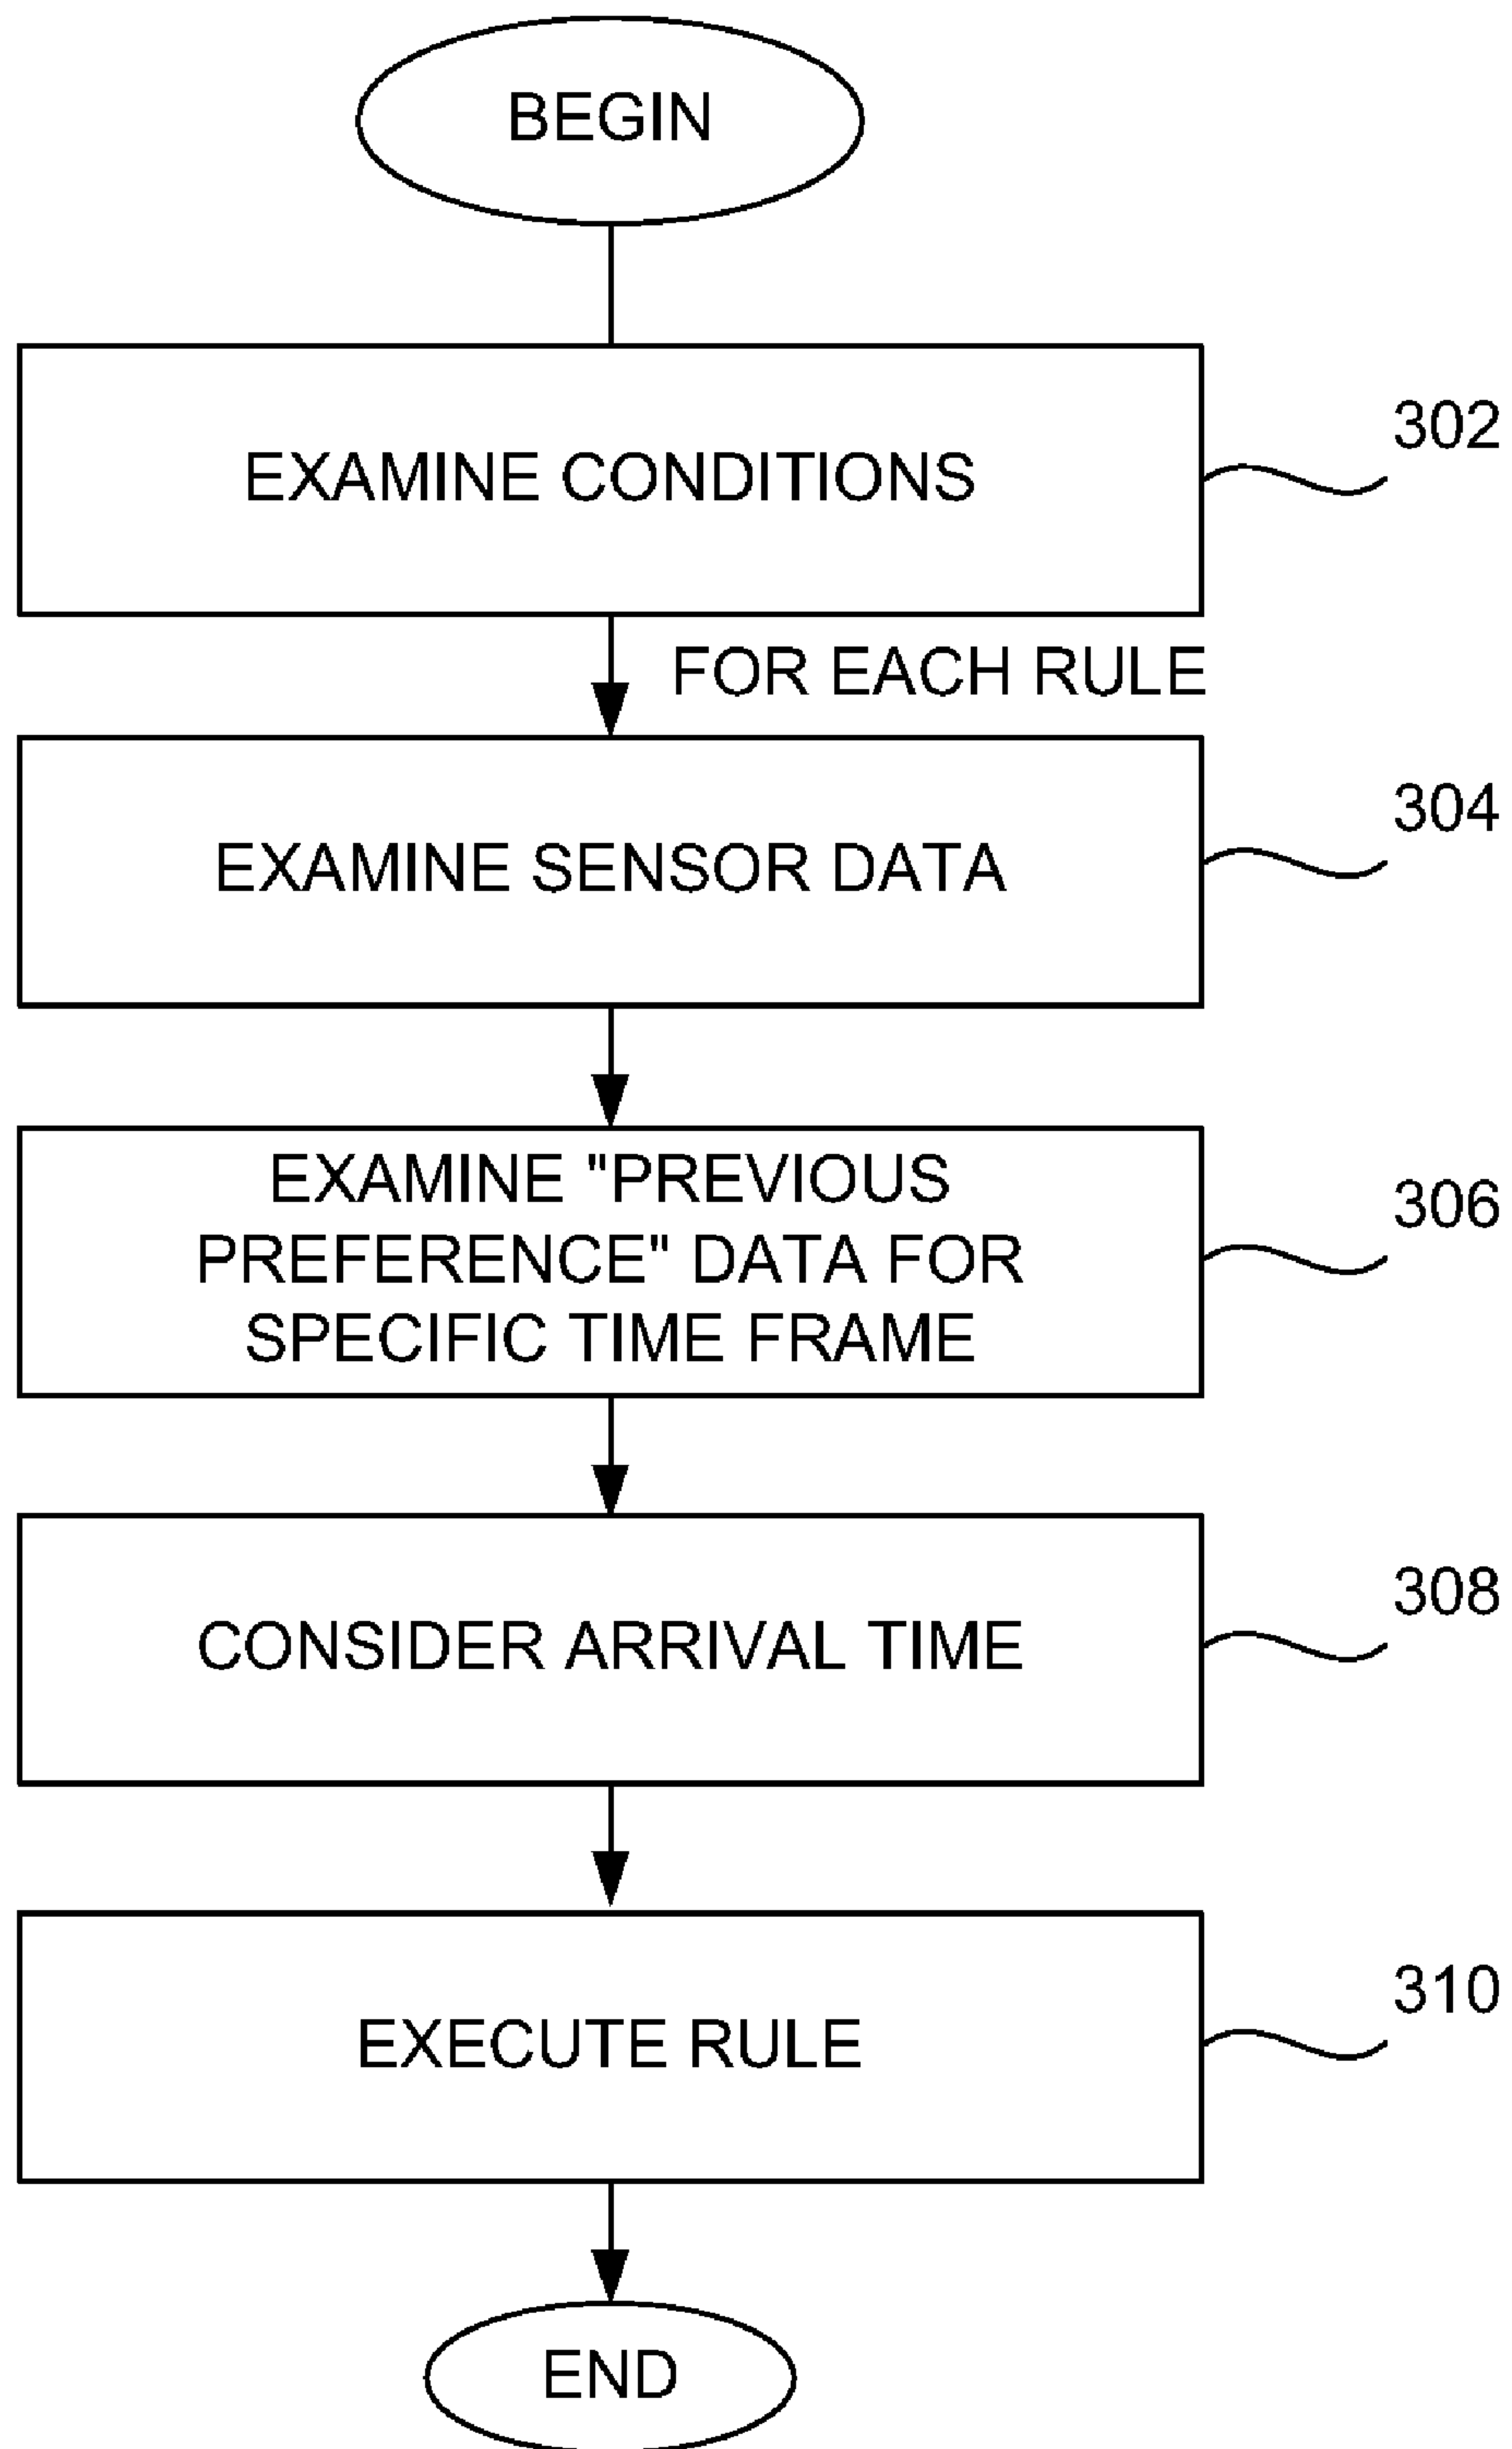 BEGIN
EXAMINE CONDITIONS
302
FOR EACH RULE
EXAMINE SENSOR DATA
304
EXAMINE "PREVIOUS
PREFERENCE" DATA FOR
SPECIFIC TIME FRAME
306
CONSIDER ARRIVAL TIME
308
EXECUTE RULE
310
END